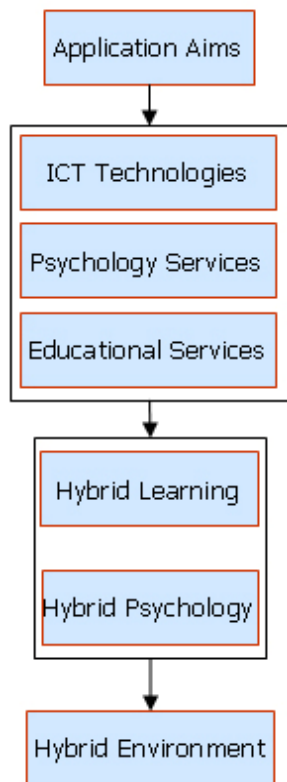 Application Aims
ICT Technologies
Psychology Services
Educational Services
Hybrid Learning
Hybrid Psychology
Hybrid Environment